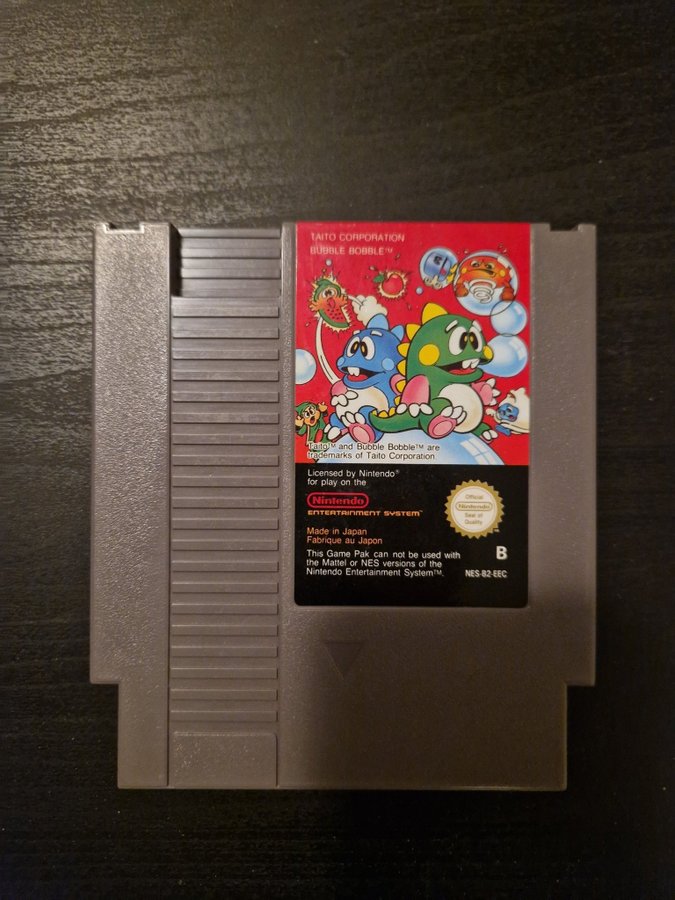 TAITO CORPORATION
BUBBLE BOBBLE™
Taito™ and Bubble Bobble™ are
trademarks of Taito Corporation.
Licensed by Nintendo®
for play on the
Nintendo
ENTERTAINMENT SYSTEM™
Official
Nintendo
Seal of
Quality
Made in Japan
Fabrique au Japon
This Game Pak can not be used with
the Mattel or NES versions of the
Nintendo Entertainment System™.
B
NES-B2-EEC